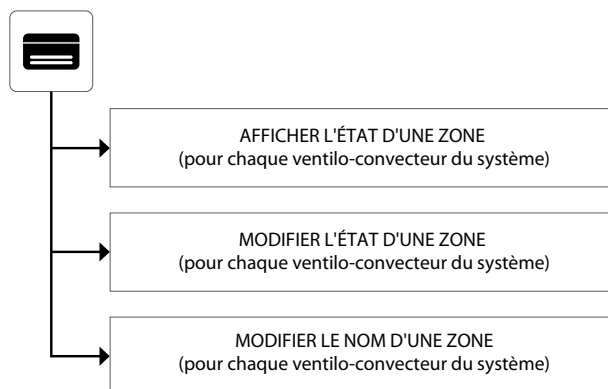 AFFICHER L'ÉTAT D'UNE ZONE
(pour chaque ventilo-convecteur du système)
MODIFIER L'ÉTAT D'UNE ZONE
(pour chaque ventilo-convecteur du système)
MODIFIER LE NOM D'UNE ZONE
(pour chaque ventilo-convecteur du système)